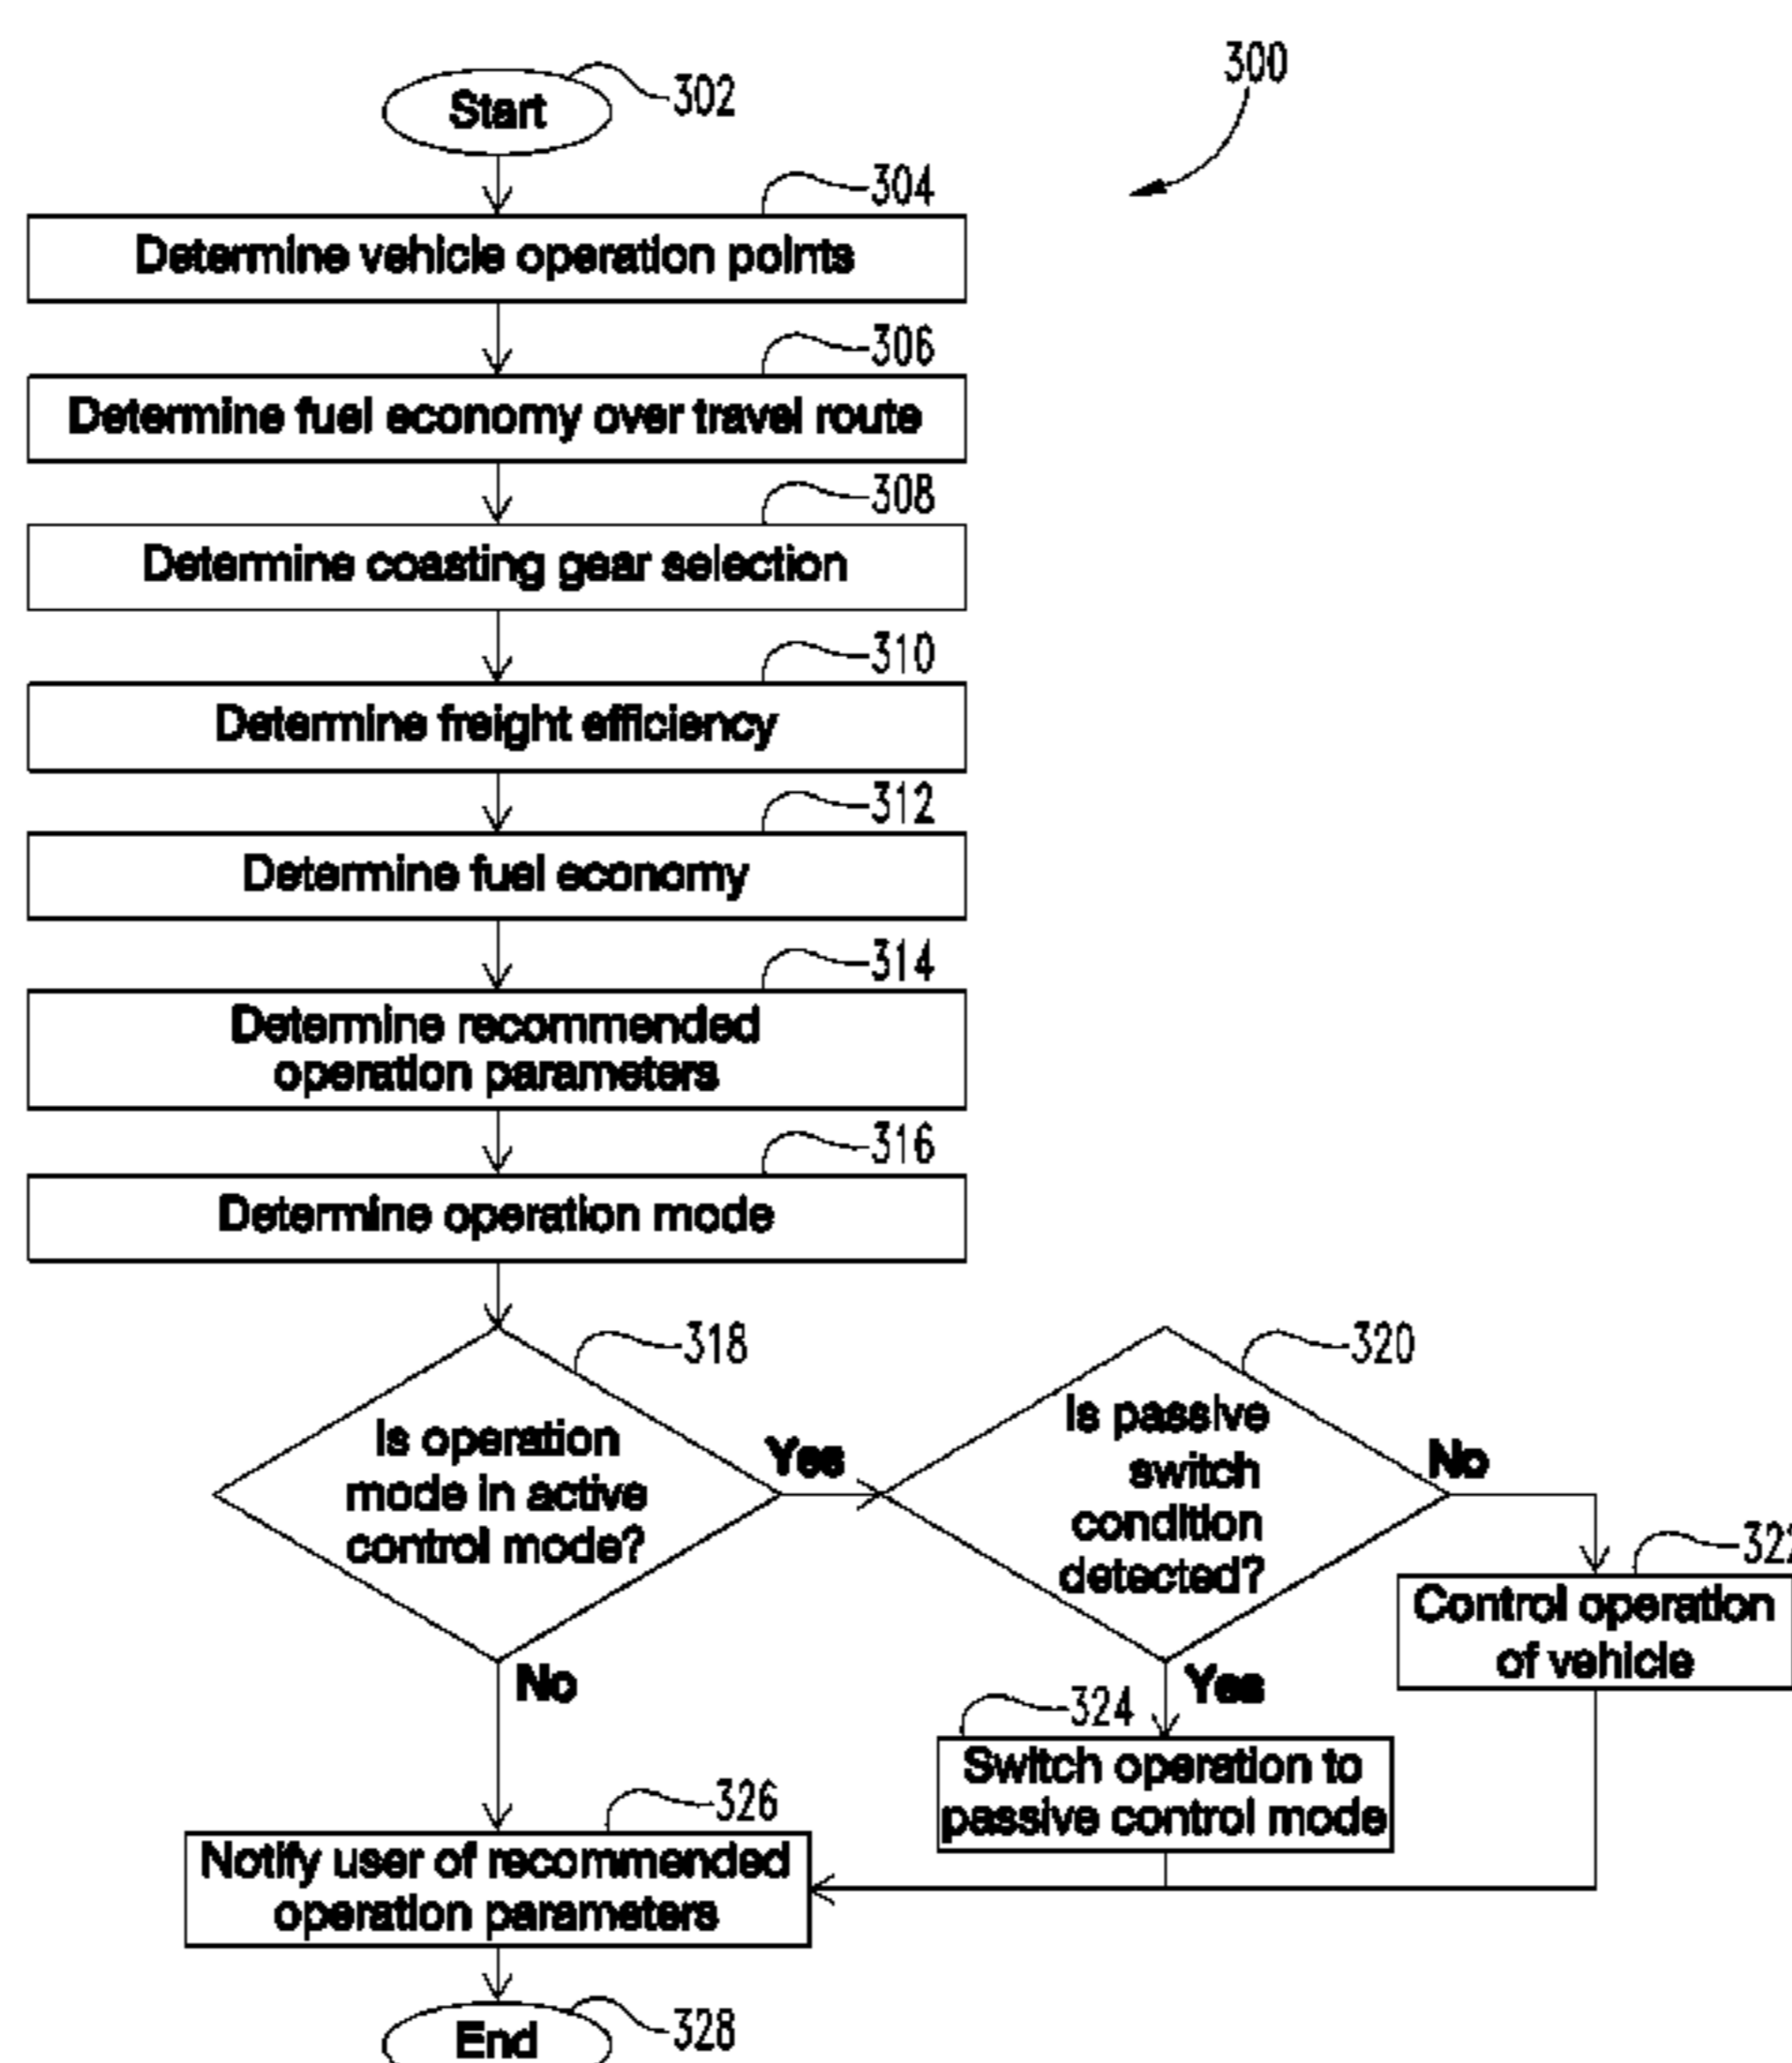 300
Start
302
304
Determine vehicle operation points
306
Determine fuel economy over travel route
308
Determine coasting gear selection
310
Determine freight efficiency
312
Determine fuel economy
314
Determine recommended
operation parameters
316
Determine operation mode
318
Is operation
mode in active
control mode?
Yes
No
320
Is passive
switch
condition
detected?
No
Yes
322
Control operation
of vehicle
324
Switch operation to
passive control mode
326
Notify user of recommended
operation parameters
End
328